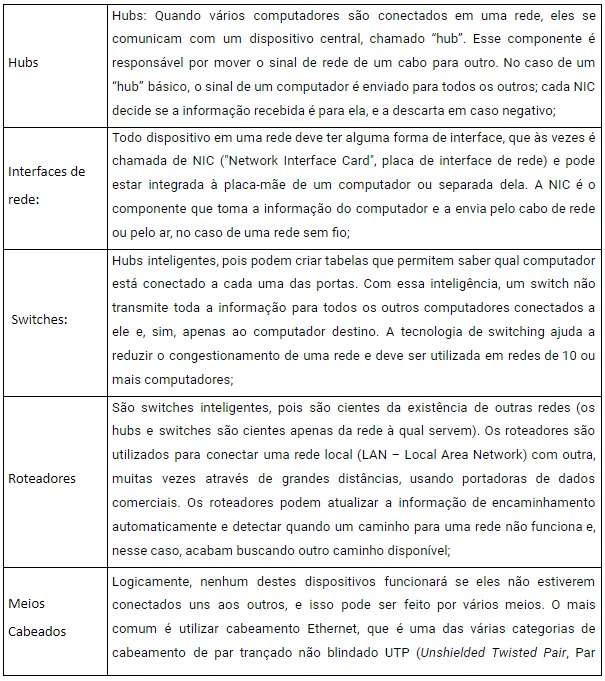 Hubs
Hubs: Quando vários computadores são conectados em uma rede, eles se
comunicam com um dispositivo central, chamado “hub”. Esse componente é
responsável por mover o sinal de rede de um cabo para outro. No caso de um
“hub” básico, o sinal de um computador é enviado para todos os outros; cada NIC
decide se a informação recebida é para ela, e a descarta em caso negativo;
Interfaces de
rede:
Todo dispositivo em uma rede deve ter alguma forma de interface, que às vezes é
chamada de NIC ("Network Interface Card", placa de interface de rede) e pode
estar integrada à placa-mãe de um computador ou separada dela. A NIC é o
componente que toma a informação do computador e a envia pelo cabo de rede
ou pelo ar, no caso de uma rede sem fio;
Switches:
Hubs inteligentes, pois podem criar tabelas que permitem saber qual computador
está conectado a cada uma das portas. Com essa inteligência, um switch não
transmite toda a informação para todos os outros computadores conectados a
ele e, sim, apenas ao computador destino. A tecnologia de switching ajuda a
reduzir o congestionamento de uma rede e deve ser utilizada em redes de 10 ou
mais computadores;
Roteadores
São switches inteligentes, pois são cientes da existência de outras redes (os
hubs e switches são cientes apenas da rede à qual servem). Os roteadores são
utilizados para conectar uma rede local (LAN – Local Area Network) com outra,
muitas vezes através de grandes distâncias, usando portadoras de dados
comerciais. Os roteadores podem atualizar a informação de encaminhamento
automaticamente e detectar quando um caminho para uma rede não funciona e,
nesse caso, acabam buscando outro caminho disponível;
Meios
Cabeados
Logicamente, nenhum destes dispositivos funcionará se eles não estiverem
conectados uns aos outros, e isso pode ser feito por vários meios. O mais
comum é utilizar cabeamento Ethernet, que é uma das várias categorias de
cabeamento de par trançado não blindado UTP (Unshielded Twisted Pair, Par